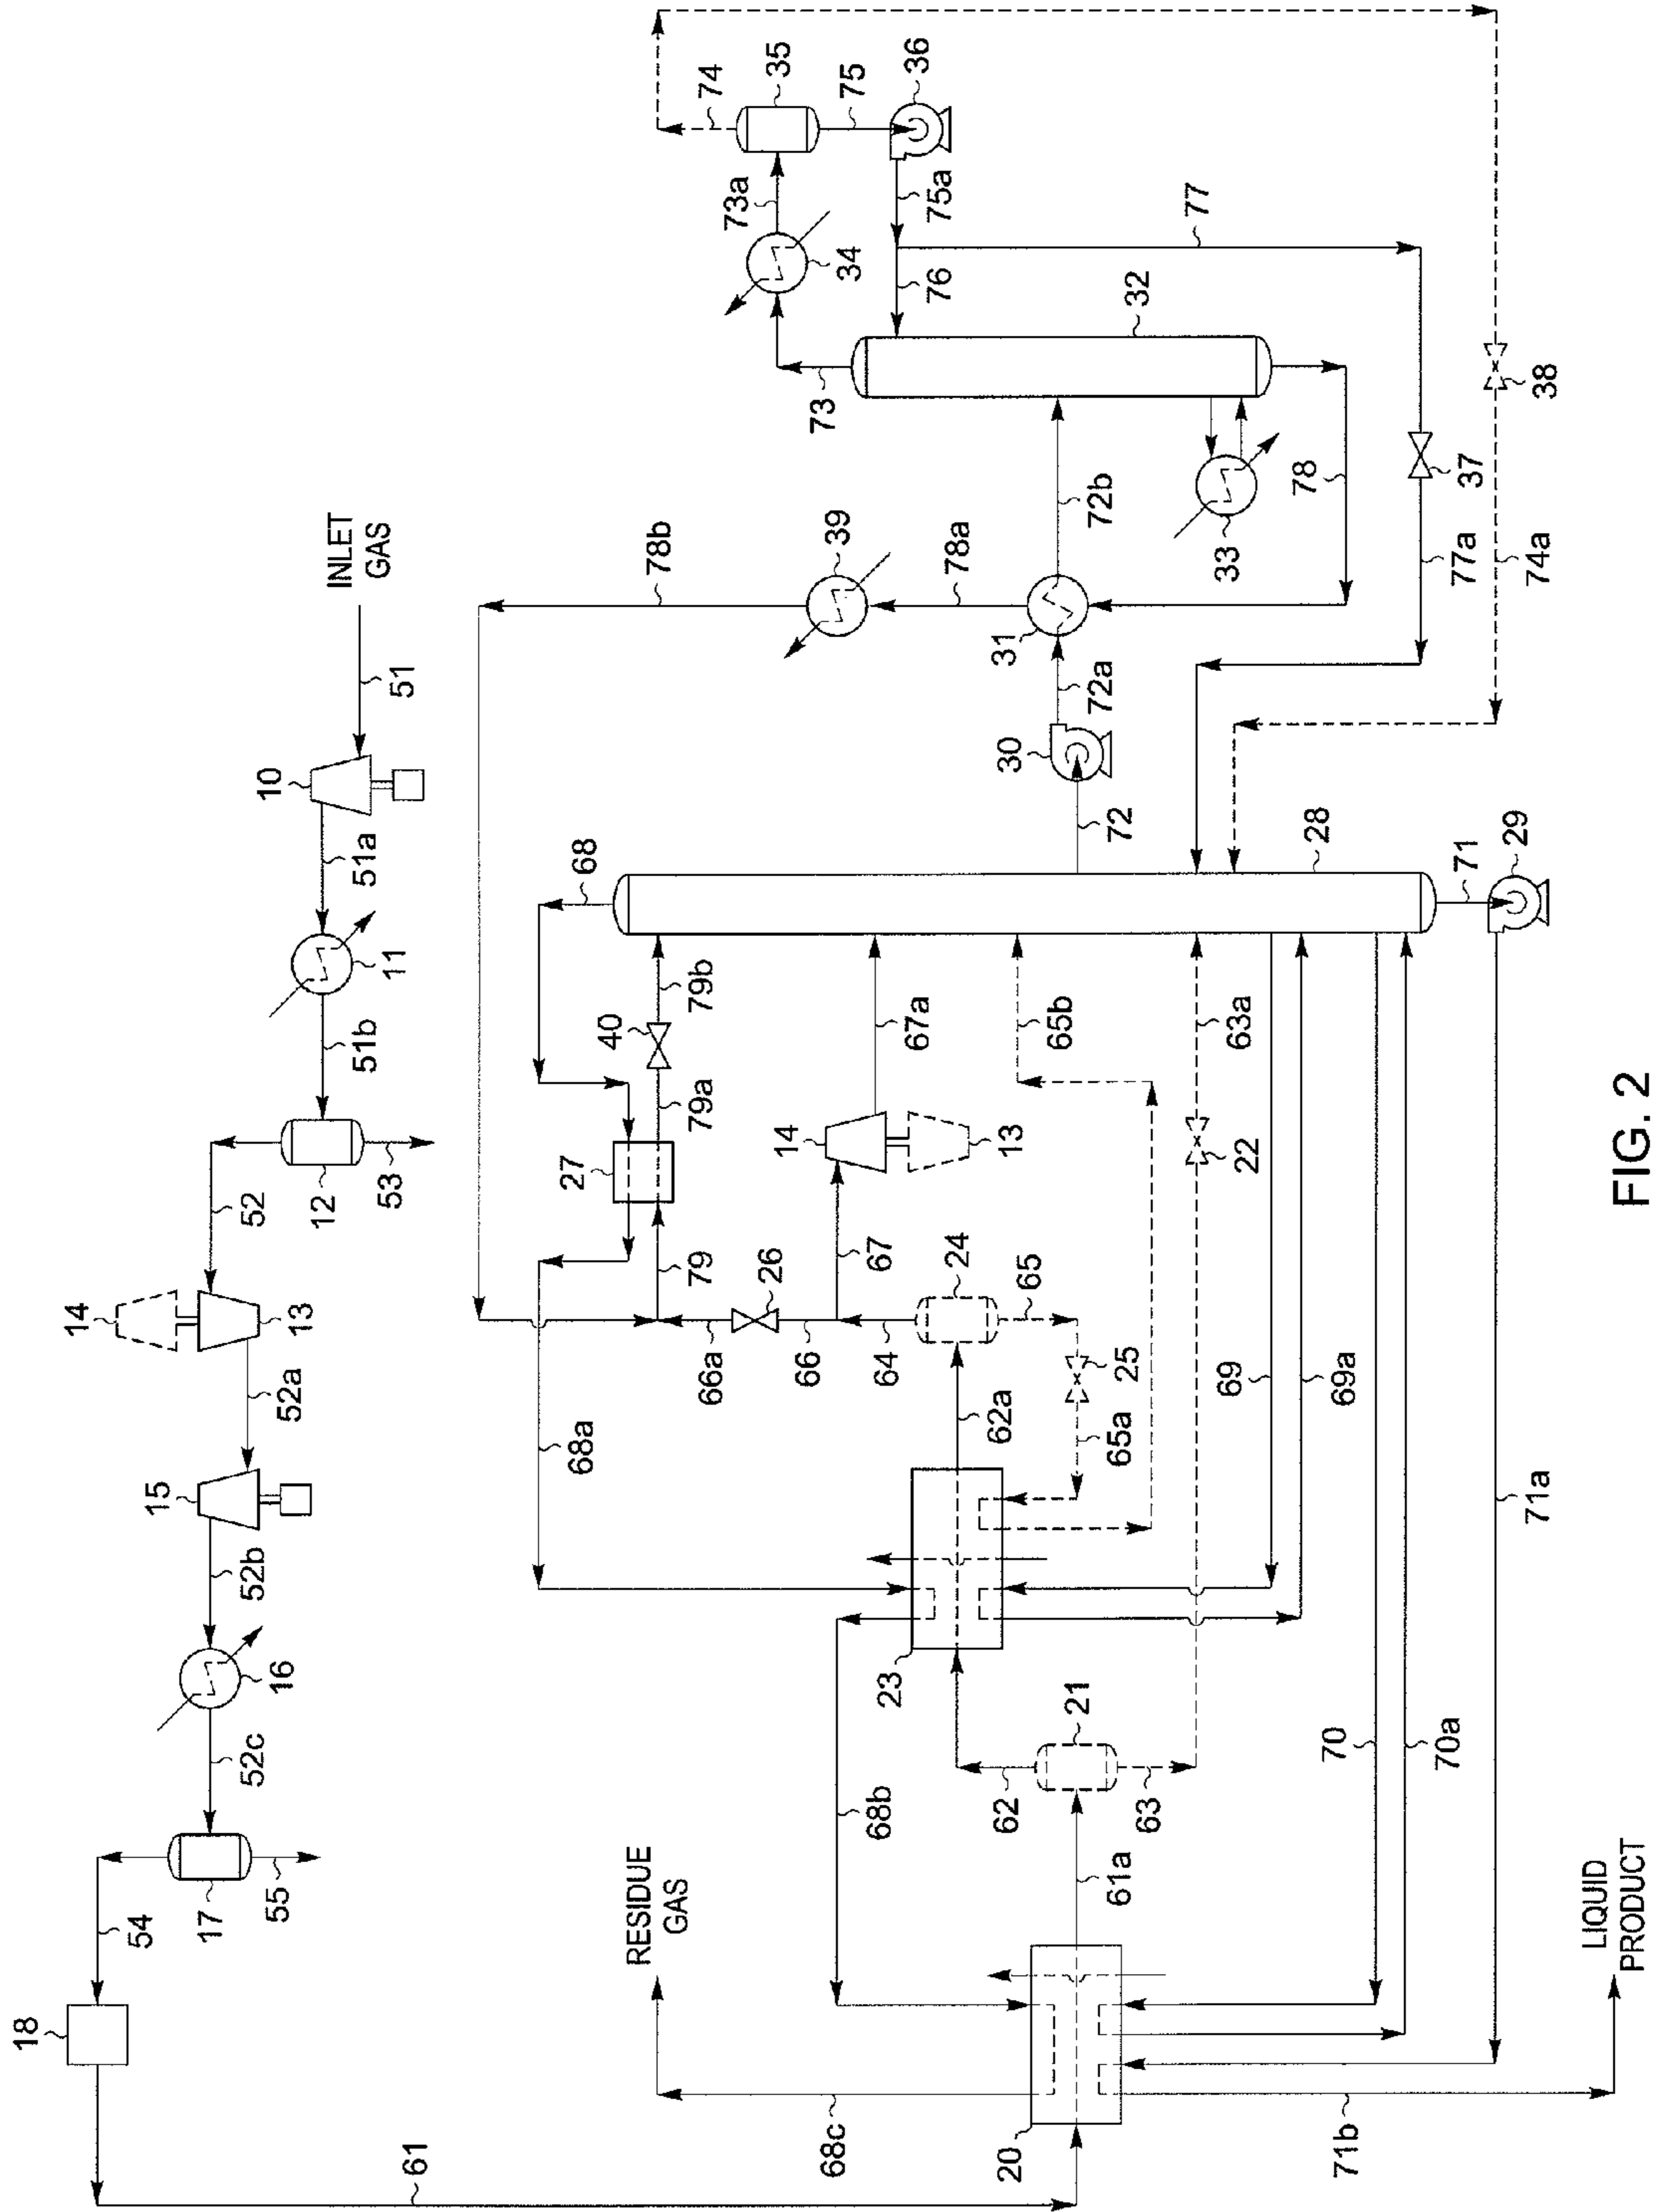 INLET
GAS
51
10
51a
11
51b
12
53
52
14
13
52a
15
52b
16
52c
17
55
54
18
61
74
35
75
36
73a
34
75a
76
77
73
32
33
78
37
38
77a
74a
78b
39
78a
31
72b
72a
30
72
68
28
71
29
79b
40
79a
27
79
67a
14
13
67
65b
63a
22
26
66a
66
64
24
65
25
65a
62a
68a
69
69a
71a
23
21
62
63
68b
70
70a
61a
RESIDUE
GAS
68c
20
71b
LIQUID
PRODUCT
FIG. 2